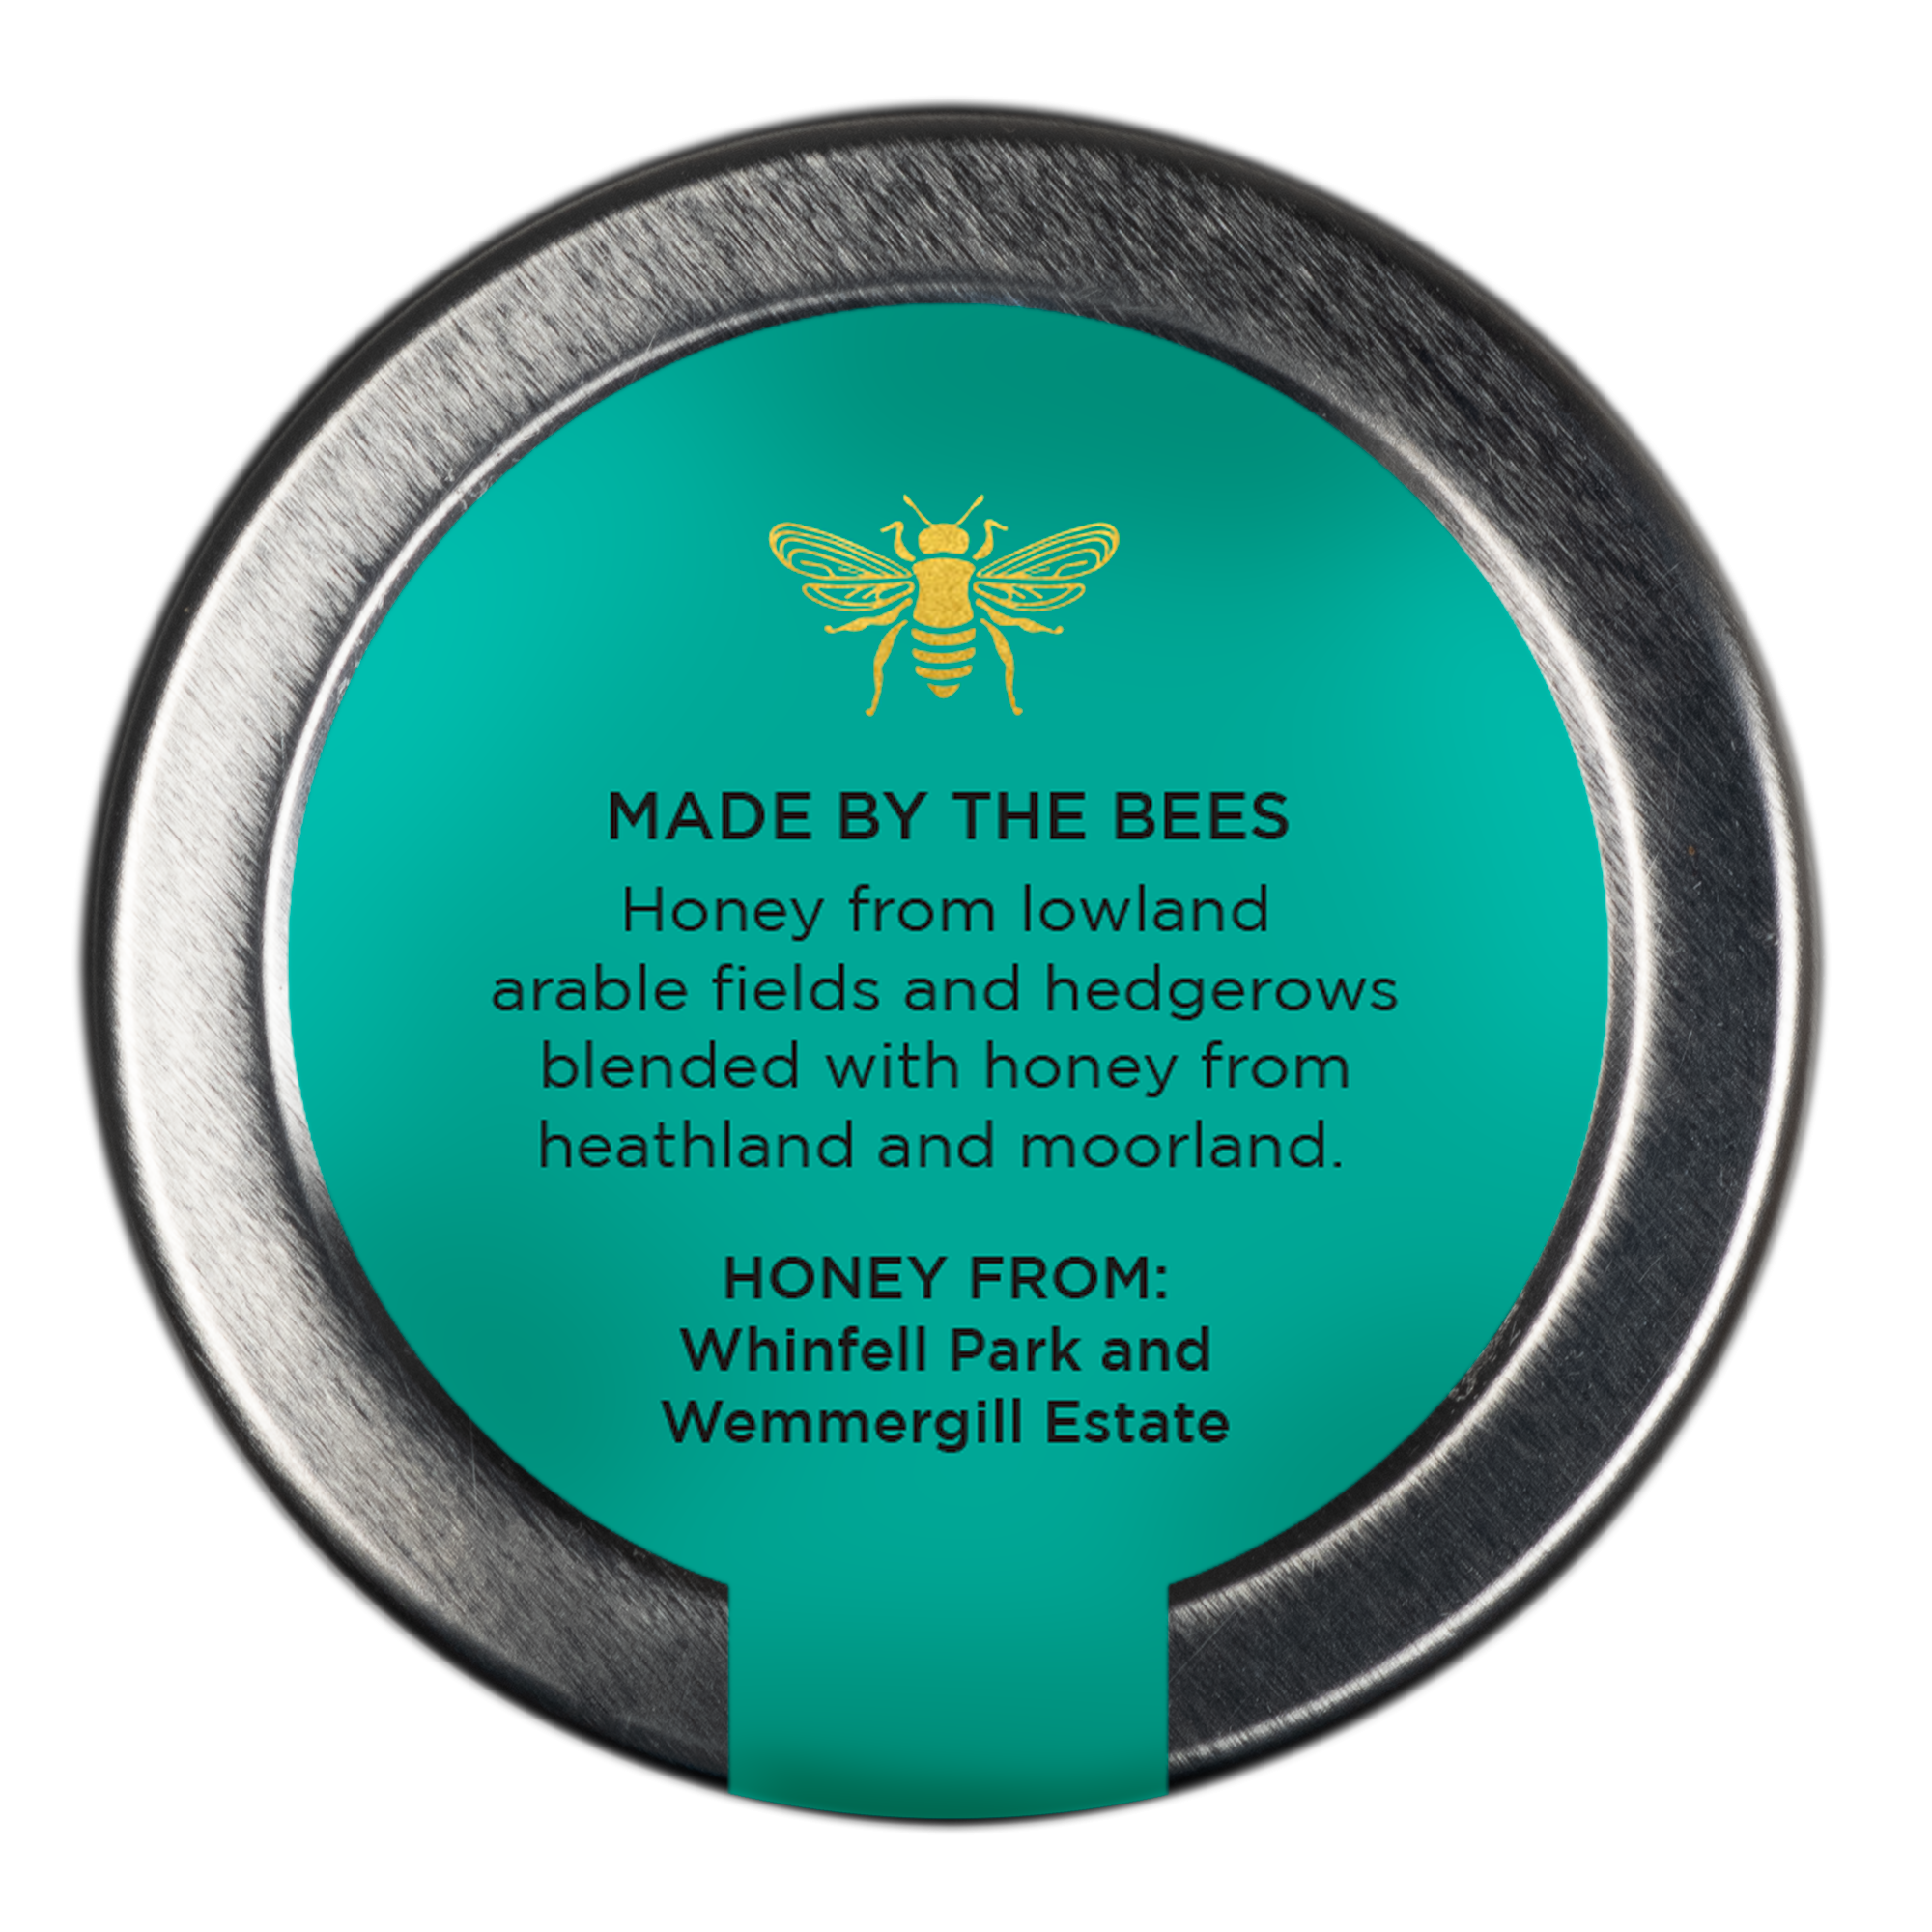 MADE BY THE BEES
Honey from lowland
arable fields and hedgerows
blended with honey from
heathland and moorland.
HONEY FROM:
Whinfell Park and
Wemmergill Estate